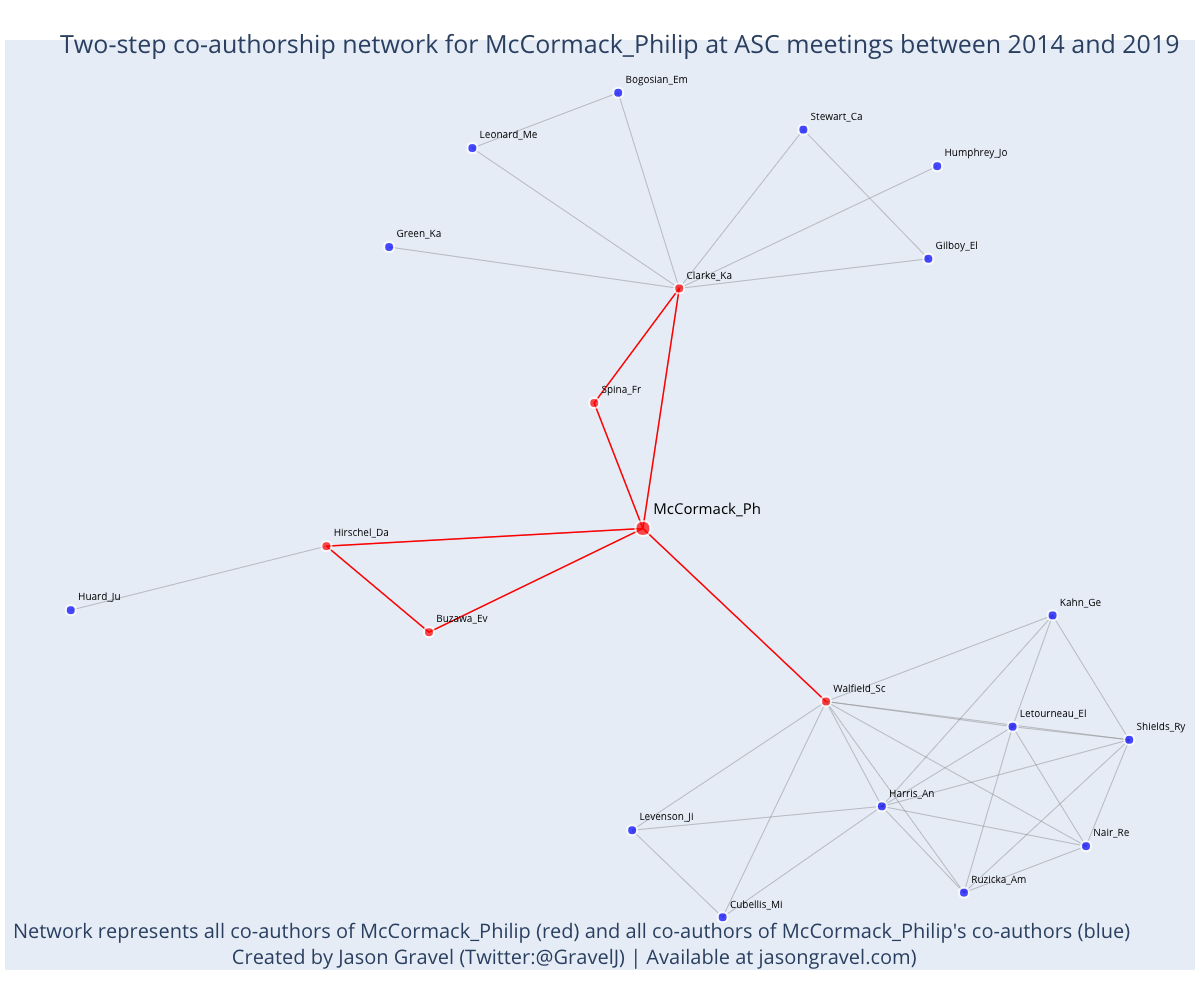 Two-step co-authorship network for McCormack_Philip at ASC meetings between 2014 and 2019
Bogosian_Em
Stewart_Ca
Leonard_Me
Humphrey_Jo
Green_Ka
Gilboy_El
Clarke_Ka
Spina_Fr
McCormack_Ph
Hirschel_Da
Huard_Ju
Kahn_Ge
Buzawa_Ev
Walfield_Sc
Letourneau_El
Shields_Ry
Harris_An
Levenson_Ji
Nair_Re
Ruzicka_Am
Cubellis_Mi
Network represents all co-authors of McCormack_Philip (red) and all co-authors of McCormack_Philip's co-authors (blue)
Created by Jason Gravel (Twitter:@GravelJ) | Available at jasongravel.com)